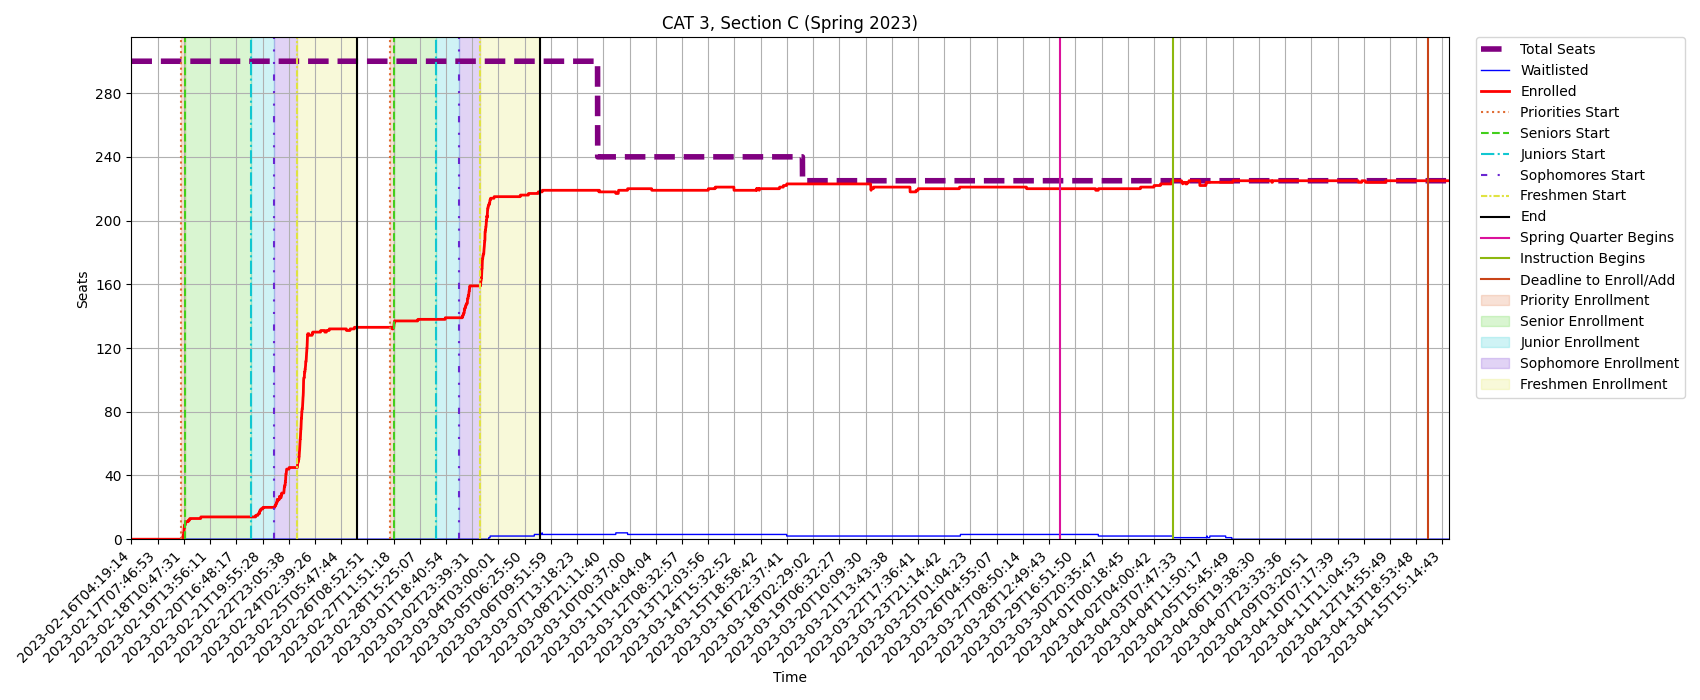 CAT 3, Section C (Spring 2023)
Seats
280
240
200
160
120
80
40
0
2023-02-16T04:19:14
2023-02-17T07:46:53
2023-02-18T10:47:31
2023-02-19T13:56:11
2023-02-20T16:48:17
2023-02-21T19:55:28
2023-02-22T23:05:38
2023-02-24T02:39:26
2023-02-25T05:47:44
2023-02-26T08:52:51
2023-02-27T11:51:18
2023-02-28T15:25:07
2023-03-01T18:40:54
2023-03-02T23:39:31
2023-03-04T03:00:01
2023-03-05T06:25:50
2023-03-06T09:51:59
2023-03-07T13:18:23
2023-03-08T21:11:40
2023-03-10T00:37:00
2023-03-11T04:04:04
2023-03-12T08:32:57
2023-03-13T12:03:56
2023-03-14T15:32:52
2023-03-15T18:58:42
2023-03-16T22:37:41
2023-03-18T02:29:02
2023-03-19T06:32:27
2023-03-20T10:09:30
2023-03-21T13:43:38
2023-03-22T17:36:41
2023-03-23T21:14:42
2023-03-25T01:04:23
2023-03-26T04:55:07
2023-03-27T08:50:14
2023-03-28T12:49:43
2023-03-29T16:51:50
2023-03-30T20:35:47
2023-04-01T00:18:45
2023-04-02T04:00:42
2023-04-03T07:47:33
2023-04-04T11:50:17
2023-04-05T15:45:49
2023-04-06T19:38:30
2023-04-07T23:33:36
2023-04-09T03:20:51
2023-04-10T07:17:39
2023-04-11T11:04:53
2023-04-12T14:55:49
2023-04-13T18:53:48
2023-04-15T15:14:43
Time
Total Seats
Waitlisted
Enrolled
Priorities Start
Seniors Start
Juniors Start
Sophomores Start
Freshmen Start
End
Spring Quarter Begins
Instruction Begins
Deadline to Enroll/Add
Priority Enrollment
Senior Enrollment
Junior Enrollment
Sophomore Enrollment
Freshmen Enrollment